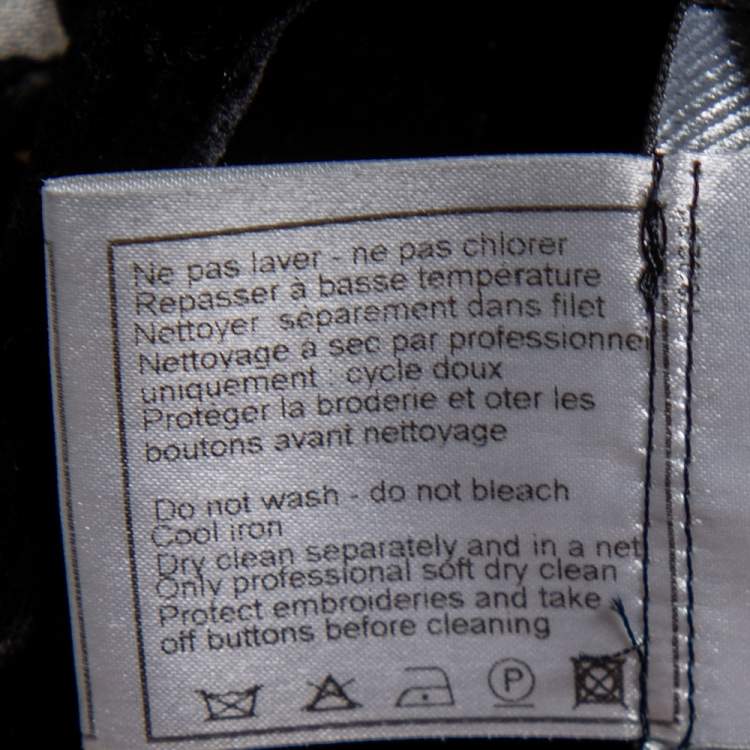 Ne pas laver - ne pas chlorer
Repasser à basse température
Nettoyer séparement dans filet
Nettoyage à sec par professionnel
uniquement : cycle doux
Proteger la broderie et oter les
boutons avant nettoyage
Do not wash - do not bleach
Cool iron
Dry clean separately and in a net
Only professional soft dry clean
Protect embroideries and take
off buttons before cleaning
P